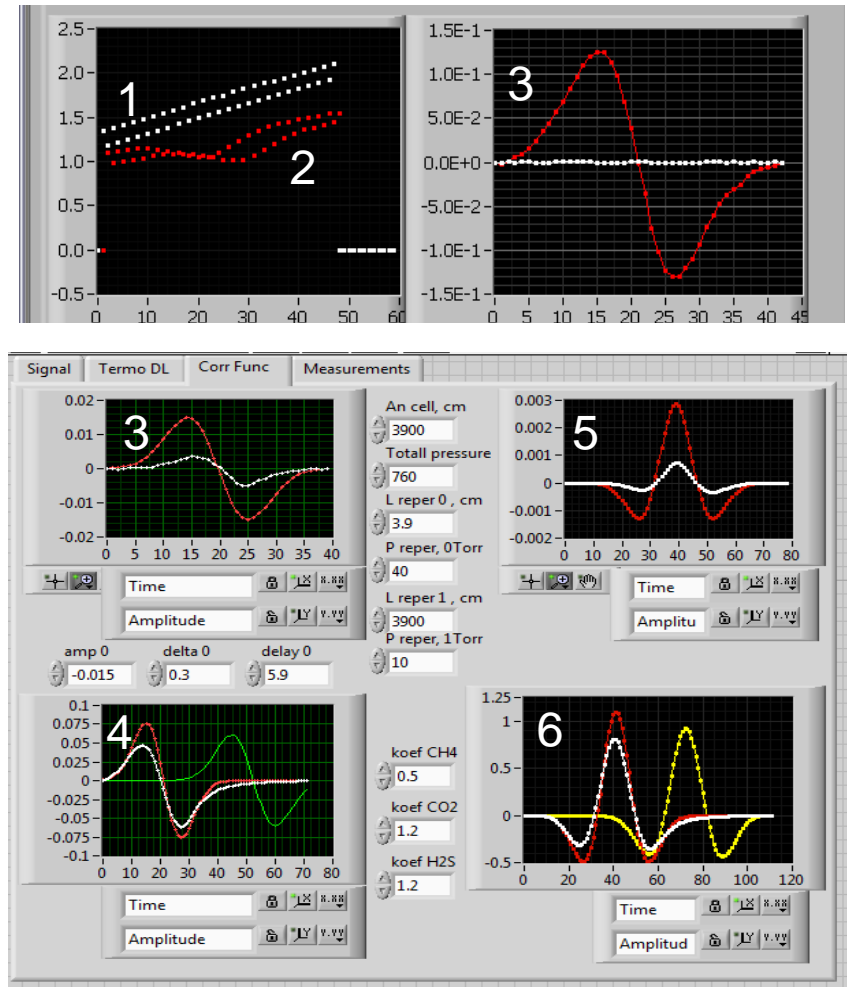 2.5
2.0
1.5
1.0
0.5
0.0
-0.5
0 10 20 30 40 50 60
1
2
1.5E-1
1.0E-1
5.0E-2
0.0E+0
-5.0E-2
-1.0E-1
-1.5E-1
0 5 10 15 20 25 30 35 40 45
3
Signal Termo DL Corr Func Measurements
0.02
0.01
0
-0.01
-0.02
0 5 10 15 20 25 30 35 40
3
Time
Amplitude
An cell, cm
3900
Totall pressure
760
L reper 0 , cm
3.9
P reper, 0Torr
40
L reper 1 , cm
3900
P reper, 1Torr
10
0.003
0.002
0.001
0
-0.001
-0.002
0 10 20 30 40 50 60 70 80
5
Time
Amplitu
amp 0 delta 0 delay 0
-0.015 0.3 5.9
0.1
0.075
0.05
0.025
0
-0.025
-0.05
-0.075
-0.1
0 10 20 30 40 50 60 70 80
4
Time
Amplitude
koef CH4
0.5
koef CO2
1.2
koef H2S
1.2
1.25
1
0.5
0
-0.5
0 20 40 60 80 100 120
6
Time
Amplitud